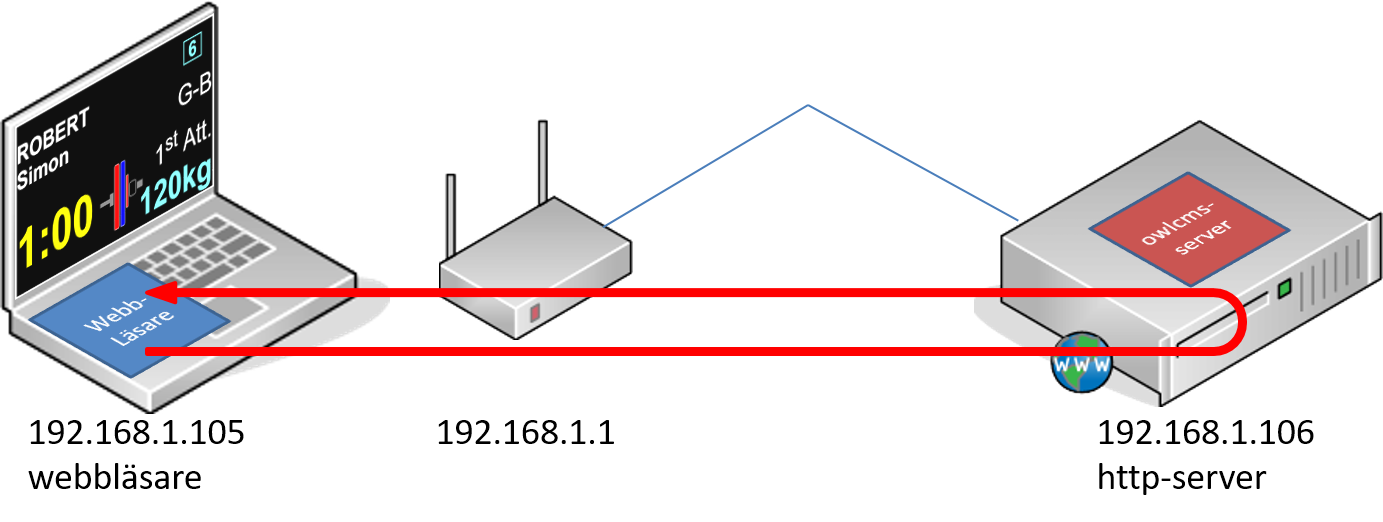 6
G-B
ROBERT
Simon
1st Att.
1:00
120kg
Webb-
Läsare
owlcms-
server
WWW
192.168.1.105
webbläsare
192.168.1.1
192.168.1.106
http-server